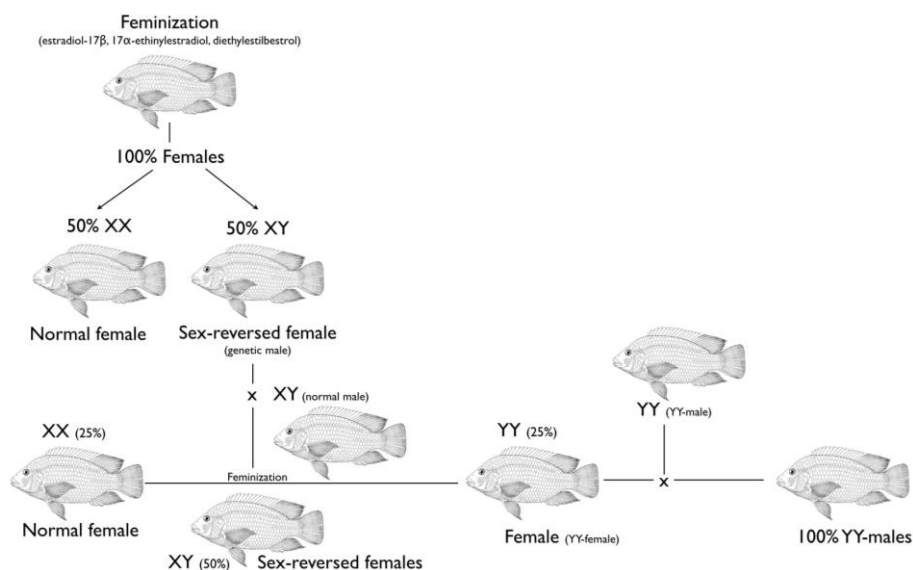 Feminization
(estradiol-17β, 17α-ethinylestradiol, diethylestilbestrol)
100% Females
50% XX
50% XY
Normal female
Sex-reversed female
(genetic male)
x XY (normal male)
YY (YY-male)
XX (25%)
YY (25%)
Feminization
x
Normal female
Female (YY-female)
100% YY-males
XY (50%) Sex-reversed females